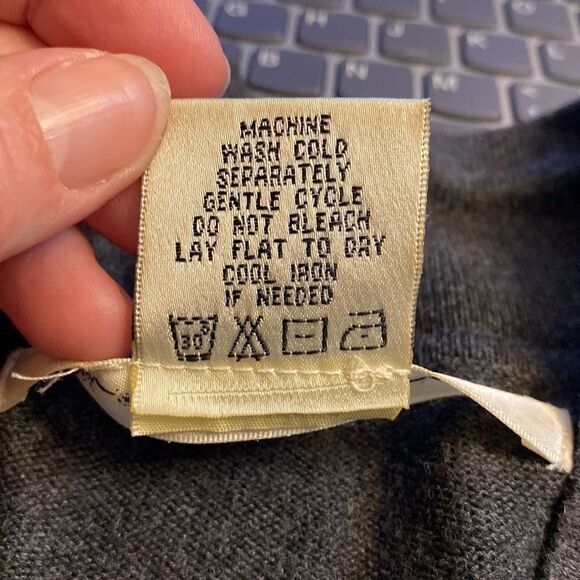 MACHINE
WASH COLD
SEPARATELY
GENTLE CYCLE
DO NOT BLEACH
LAY FLAT TO DRY
COOL IRON
IF NEEDED
30